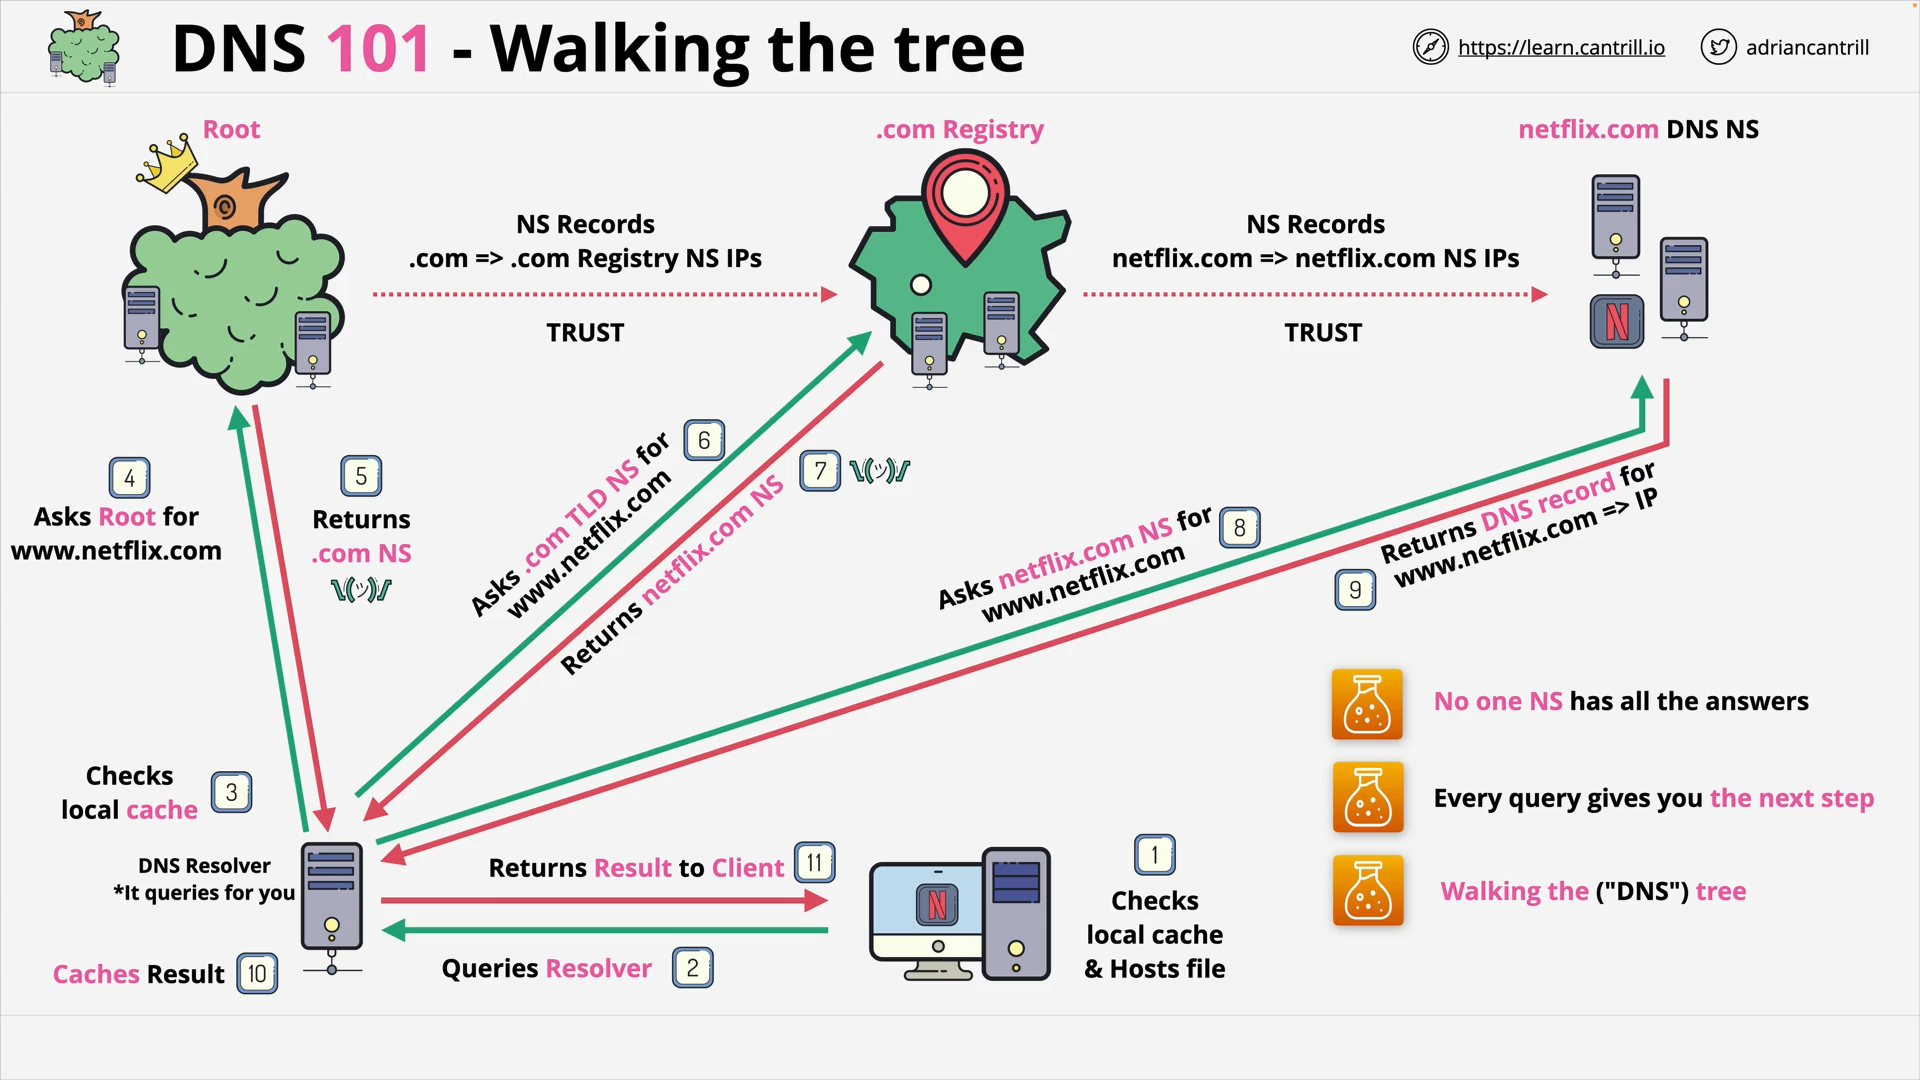 DNS 101 - Walking the tree
https://learn.cantrill.io
adriancantrill
Root
.com Registry
netflix.com DNS NS
NS Records
.com => .com Registry NS IPs
TRUST
NS Records
netflix.com => netflix.com NS IPs
TRUST
N
4
Asks Root for
www.netflix.com
5
Returns
.com NS
\(ツ)/
6
Asks .com TLD NS for
www.netflix.com
7
\(ツ)/
Returns netflix.com NS
8
Asks netflix.com NS for
www.netflix.com
9
Returns DNS record for
www.netflix.com => IP
No one NS has all the answers
Every query gives you the next step
Walking the ("DNS") tree
Checks
local cache
3
DNS Resolver
*It queries for you
Caches Result
10
Returns Result to Client
11
Queries Resolver
2
N
1
Checks
local cache
& Hosts file